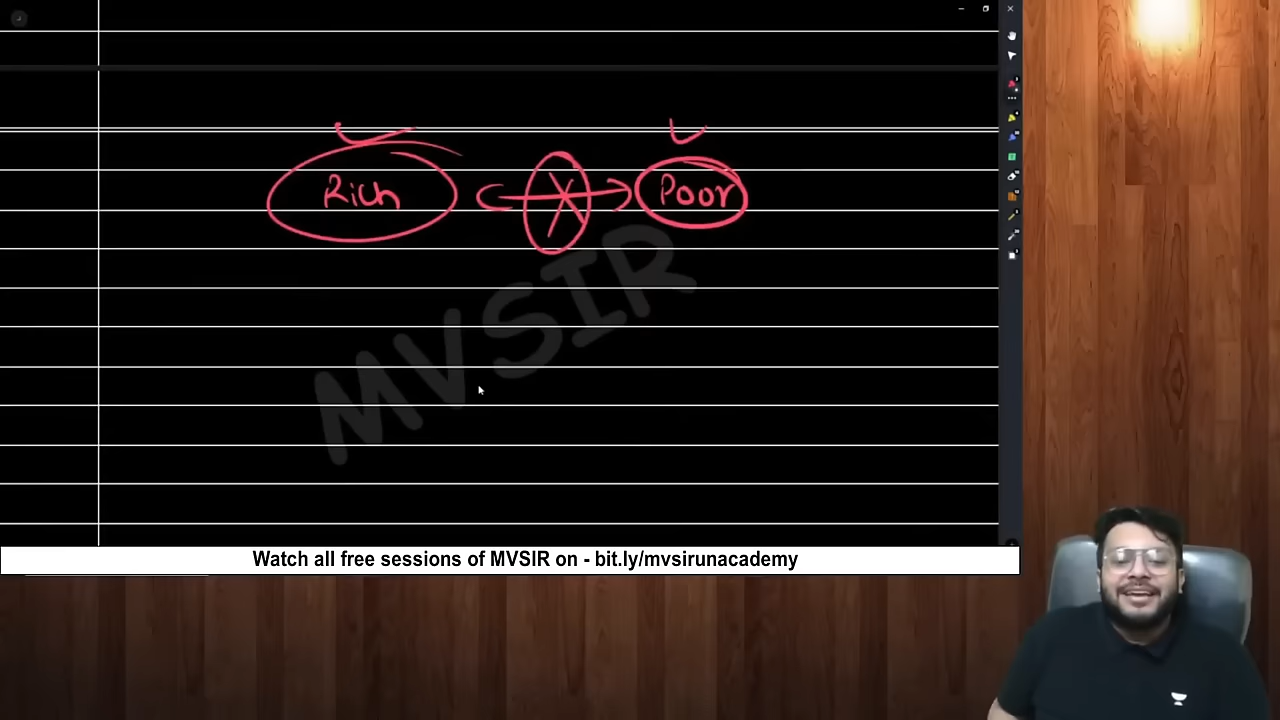 Rich Poor
MVSIR
Watch all free sessions of MVSIR on - bit.ly/mvsirunacademy